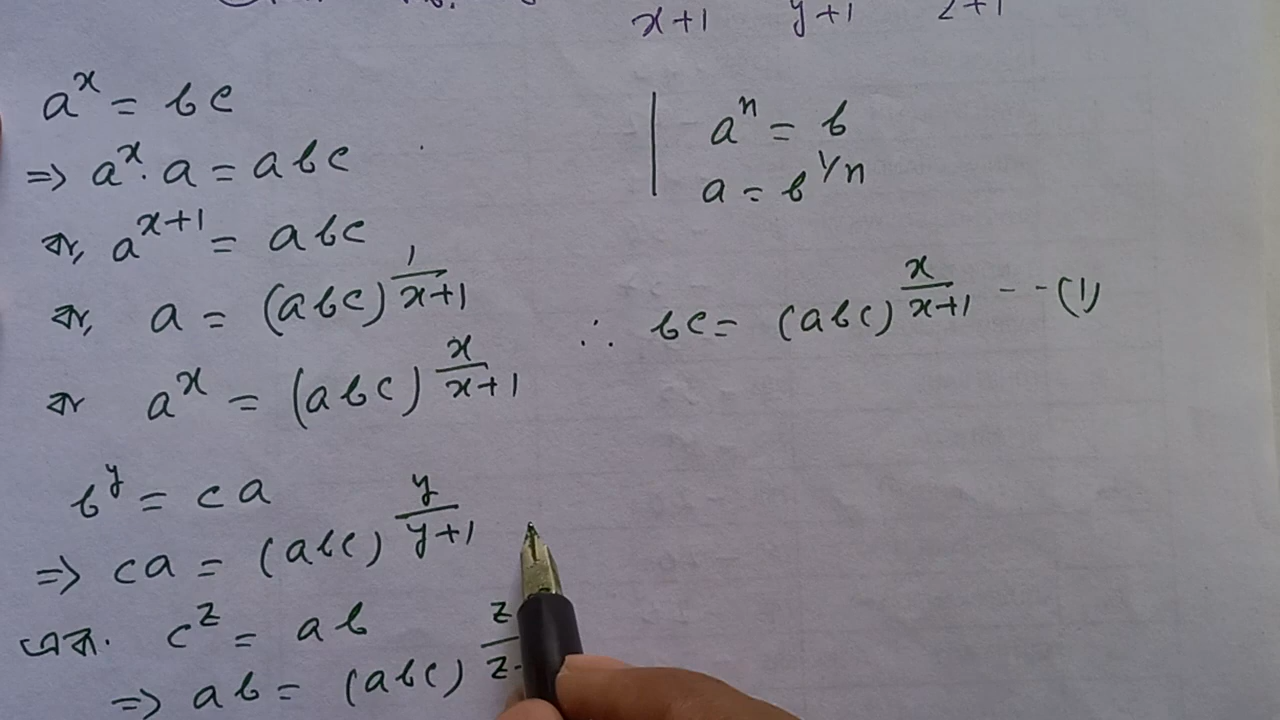 x+1 y+1 z+1
a^x = bc
⇒ a^x . a = abc
বা, a^{x+1} = abc
বা, a = (abc)^{1/(x+1)}
বা a^x = (abc)^{x/(x+1)}
a^n = b
a = b^{1/n}
∴ bc = (abc)^{x/(x+1)} --- (1)
b^y = ca
⇒ ca = (abc)^{y/(y+1)}
c^z = ab
⇒ ab = (abc)